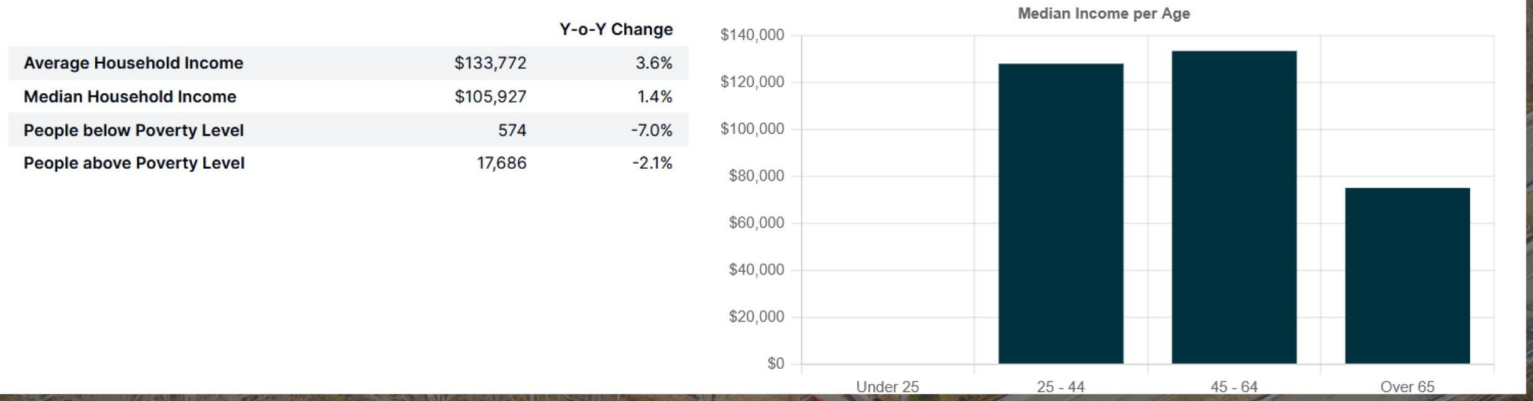 Y-o-Y Change
Average Household Income $133,772 3.6%
Median Household Income $105,927 1.4%
People below Poverty Level 574 -7.0%
People above Poverty Level 17,686 -2.1%
Median Income per Age
$140,000
$120,000
$100,000
$80,000
$60,000
$40,000
$20,000
$0
Under 25 25 - 44 45 - 64 Over 65